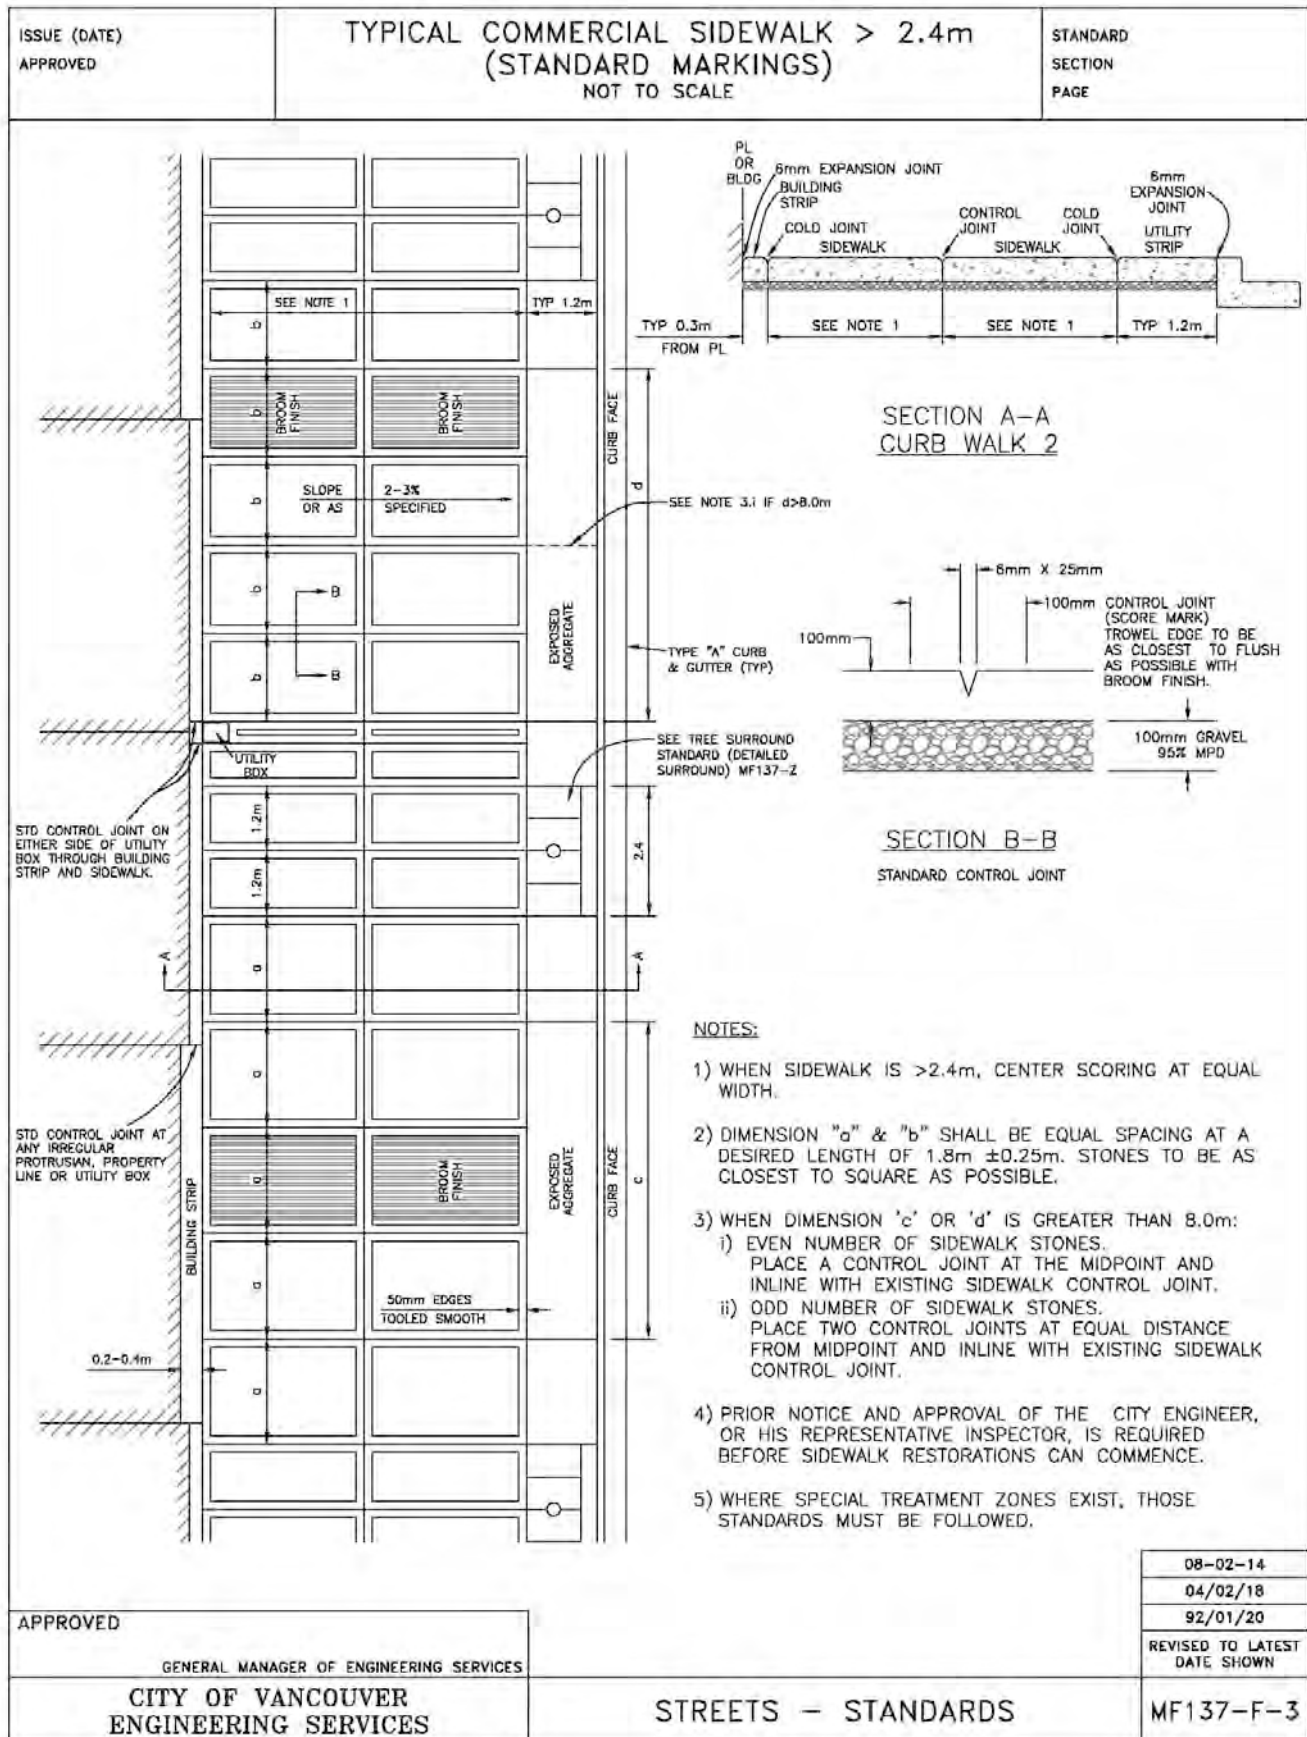 ISSUE (DATE)
APPROVED
TYPICAL COMMERCIAL SIDEWALK > 2.4m
(STANDARD MARKINGS)
NOT TO SCALE
STANDARD
SECTION
PAGE
SEE NOTE 1
TYP 1.2m
b
b
BROOM
FINISH
BROOM
FINISH
CURB FACE
b
SLOPE 2-3%
OR AS SPECIFIED
d
SEE NOTE 3.i IF d>8.0m
b
B
B
b
EXPOSED
AGGREGATE
TYPE "A" CURB
& GUTTER (TYP)
UTILITY
BOX
SEE TREE SURROUND
STANDARD (DETAILED
SURROUND) MF137-Z
STD CONTROL JOINT ON
EITHER SIDE OF UTILITY
BOX THROUGH BUILDING
STRIP AND SIDEWALK.
1.2m
1.2m
2.4
A
A
a
a
STD CONTROL JOINT AT
ANY IRREGULAR
PROTRUSIAN, PROPERTY
LINE OR UTILITY BOX
BUILDING STRIP
a
BROOM
FINISH
EXPOSED
AGGREGATE
CURB FACE
c
a
50mm EDGES
TOOLED SMOOTH
0.2-0.4m
a
PL
OR
BLDG
6mm EXPANSION JOINT
BUILDING
STRIP
COLD JOINT
SIDEWALK
CONTROL
JOINT
SIDEWALK
COLD
JOINT
6mm
EXPANSION
JOINT
UTILITY
STRIP
TYP 0.3m
FROM PL
SEE NOTE 1
SEE NOTE 1
TYP 1.2m
SECTION A-A
CURB WALK 2
6mm X 25mm
100mm
100mm
CONTROL JOINT
(SCORE MARK)
TROWEL EDGE TO BE
AS CLOSEST TO FLUSH
AS POSSIBLE WITH
BROOM FINISH.
100mm GRAVEL
95% MPD
SECTION B-B
STANDARD CONTROL JOINT
NOTES:
1) WHEN SIDEWALK IS >2.4m, CENTER SCORING AT EQUAL
WIDTH.
2) DIMENSION "a" & "b" SHALL BE EQUAL SPACING AT A
DESIRED LENGTH OF 1.8m ±0.25m. STONES TO BE AS
CLOSEST TO SQUARE AS POSSIBLE.
3) WHEN DIMENSION 'c' OR 'd' IS GREATER THAN 8.0m:
i) EVEN NUMBER OF SIDEWALK STONES.
PLACE A CONTROL JOINT AT THE MIDPOINT AND
INLINE WITH EXISTING SIDEWALK CONTROL JOINT.
ii) ODD NUMBER OF SIDEWALK STONES.
PLACE TWO CONTROL JOINTS AT EQUAL DISTANCE
FROM MIDPOINT AND INLINE WITH EXISTING SIDEWALK
CONTROL JOINT.
4) PRIOR NOTICE AND APPROVAL OF THE CITY ENGINEER,
OR HIS REPRESENTATIVE INSPECTOR, IS REQUIRED
BEFORE SIDEWALK RESTORATIONS CAN COMMENCE.
5) WHERE SPECIAL TREATMENT ZONES EXIST, THOSE
STANDARDS MUST BE FOLLOWED.
08-02-14
04/02/18
92/01/20
REVISED TO LATEST
DATE SHOWN
APPROVED
GENERAL MANAGER OF ENGINEERING SERVICES
CITY OF VANCOUVER
ENGINEERING SERVICES
STREETS - STANDARDS
MF137-F-3